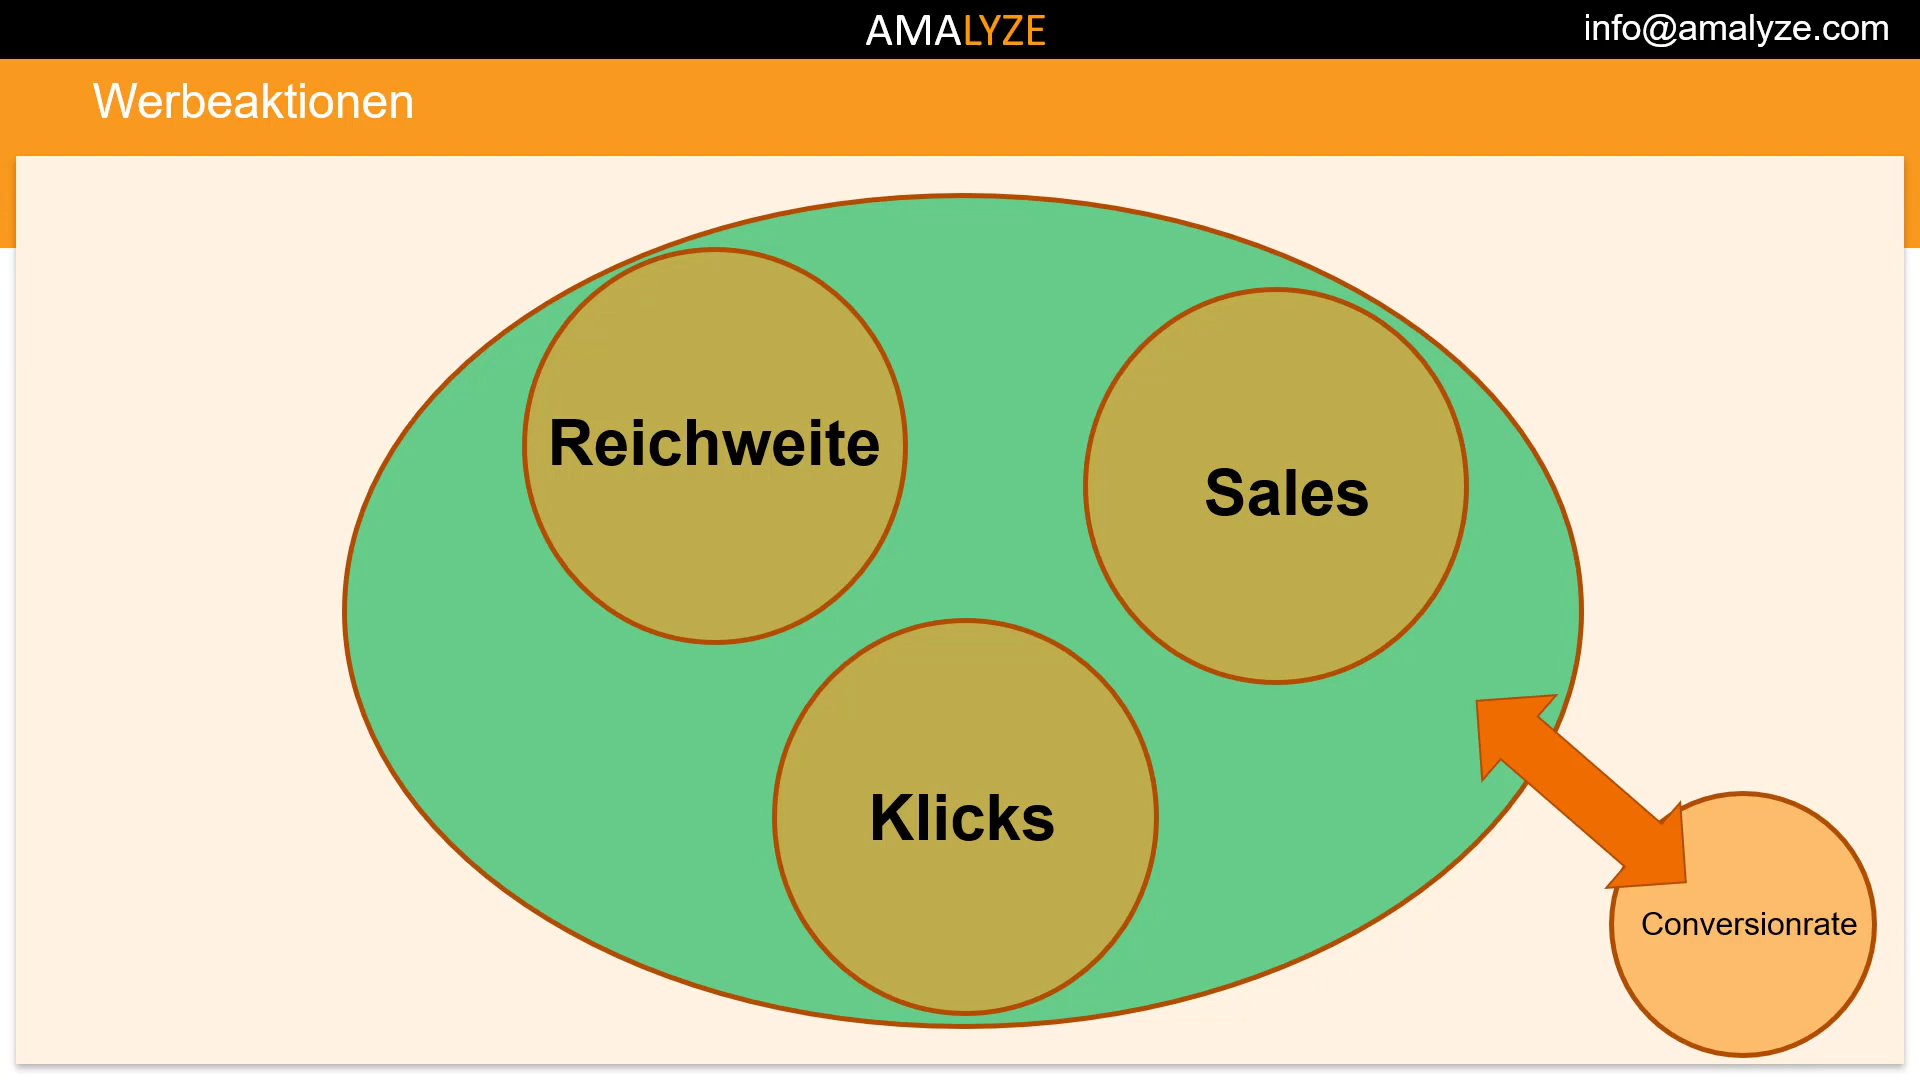 AMALYZE
info@amalyze.com
Werbeaktionen
Reichweite
Sales
Klicks
Conversionrate